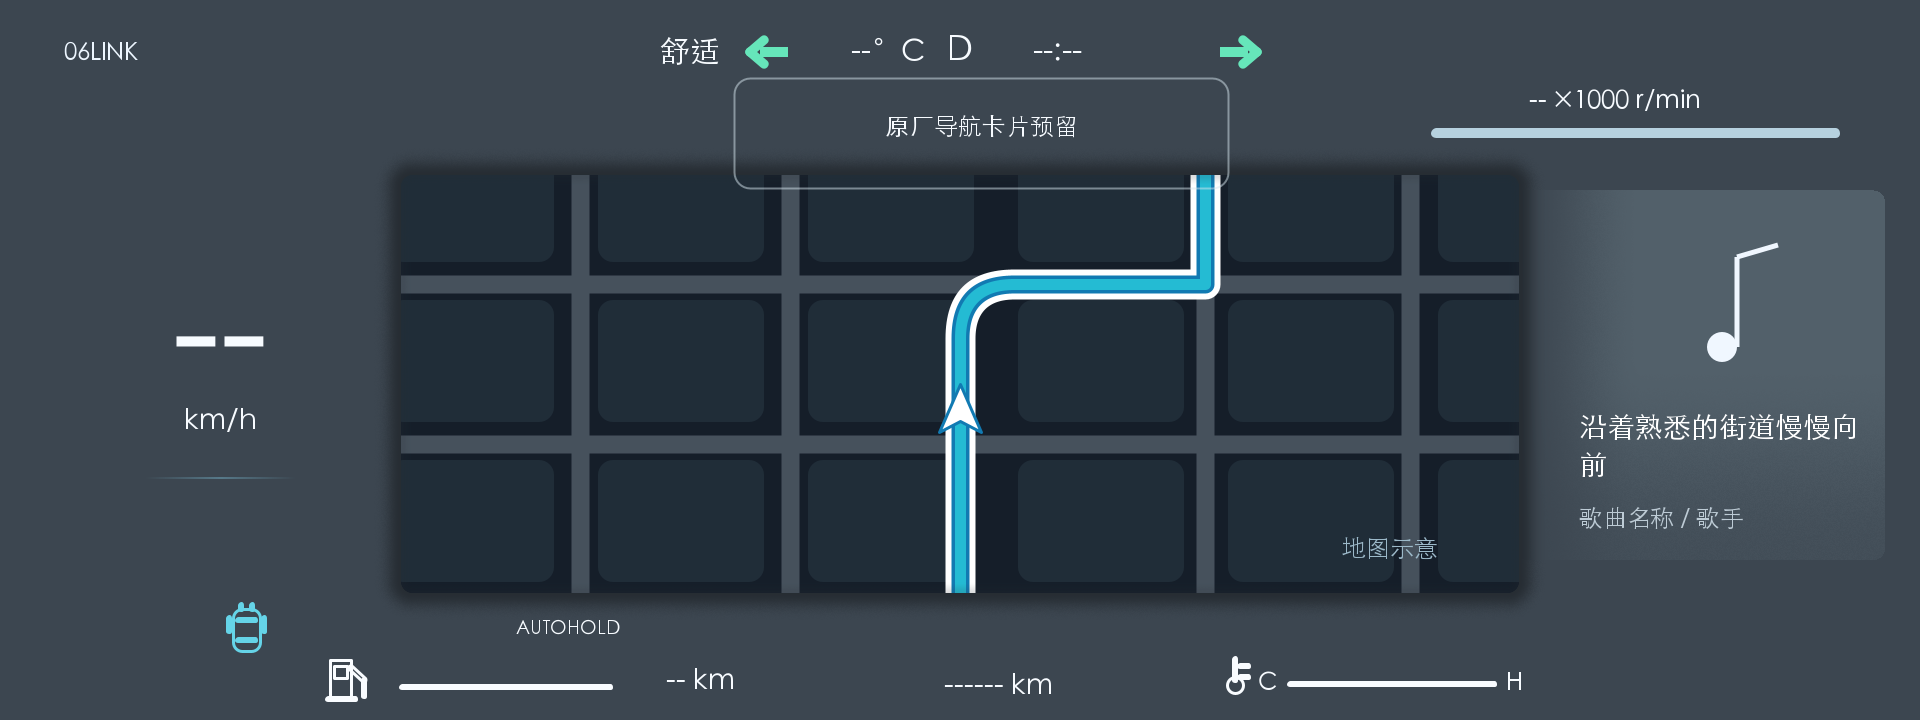 06LINK
舒适
--° C D
--:--
原厂导航卡片预留
-- ×1000 r/min
--
km/h
沿着熟悉的街道慢慢向
前
歌曲名称 / 歌手
地图示意
AUTOHOLD
-- km
------ km
C
H